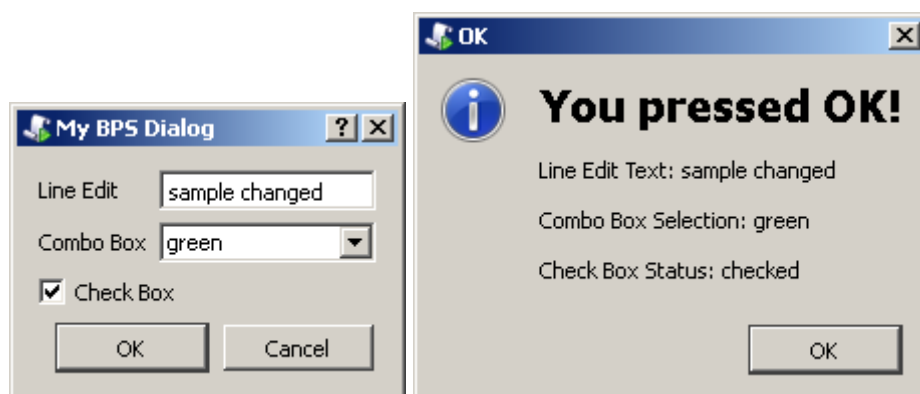 My BPS Dialog
Line Edit sample changed
Combo Box green
Check Box
OK Cancel
OK
You pressed OK!
Line Edit Text: sample changed
Combo Box Selection: green
Check Box Status: checked
OK